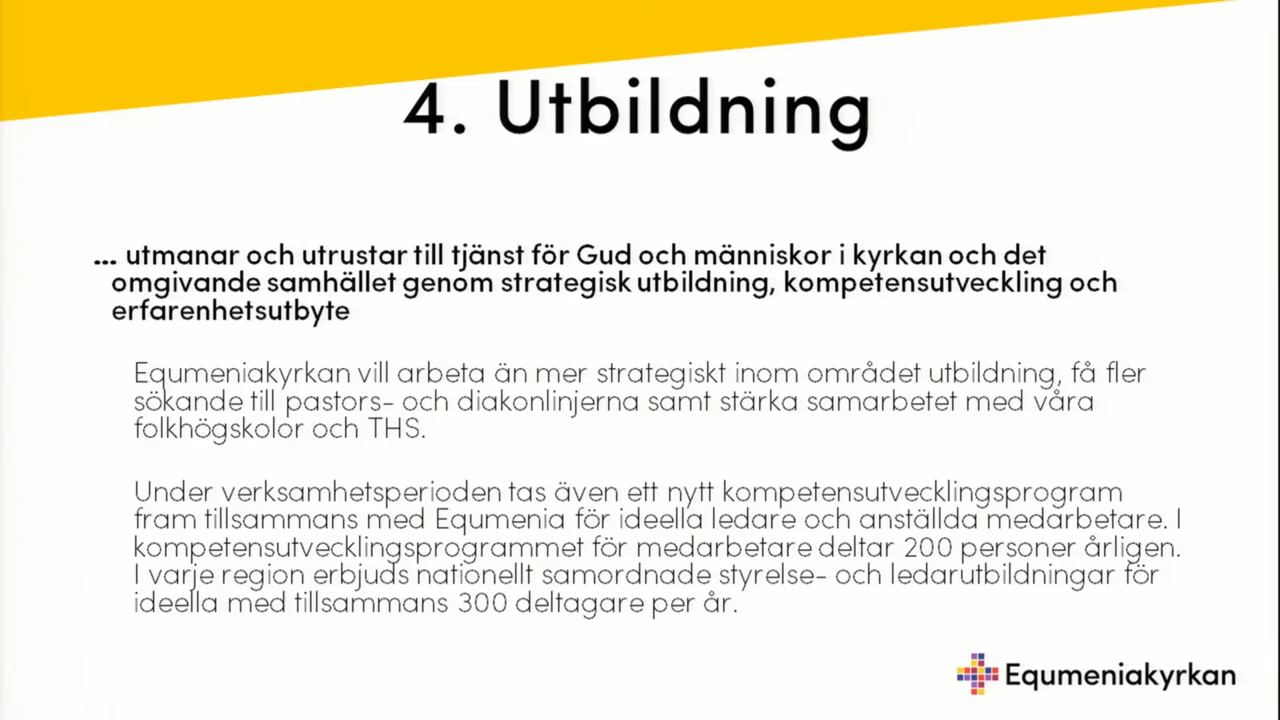 4. Utbildning
... utmanar och utrustar till tjänst för Gud och människor i kyrkan och det
omgivande samhället genom strategisk utbildning, kompetensutveckling och
erfarenhetsutbyte
Equmeniakyrkan vill arbeta än mer strategiskt inom området utbildning, få fler
sökande till pastors- och diakonlinjerna samt stärka samarbetet med våra
folkhögskolor och THS.
Under verksamhetsperioden tas även ett nytt kompetensutvecklingsprogram
fram tillsammans med Equmenia för ideella ledare och anställda medarbetare. I
kompetensutvecklingsprogrammet för medarbetare deltar 200 personer årligen.
I varje region erbjuds nationellt samordnade styrelse- och ledarutbildningar för
ideella med tillsammans 300 deltagare per år.
Equmeniakyrkan